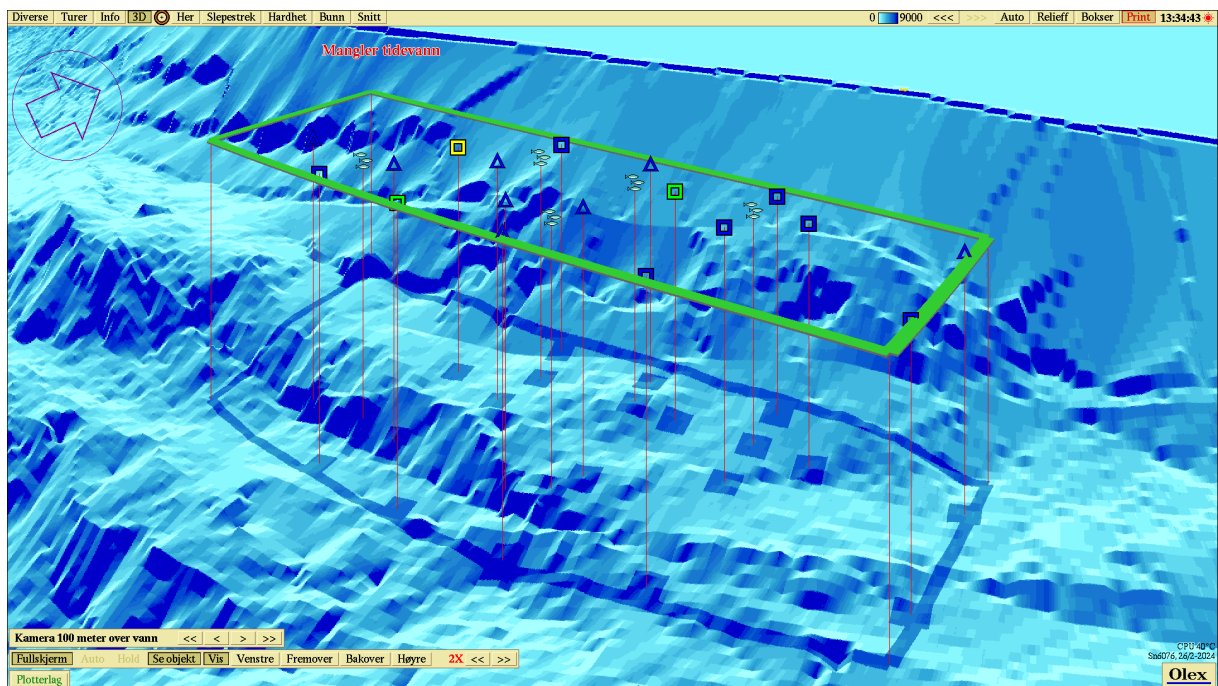 Diverse Turer Info 3D Her Slepestrek Hardhet Bunn Snitt 0 9000 <<< >>> Auto Relieff Bokser Print 13:34:43
Mangler tidevann
Kamera 100 meter over vann << < > >>
CPU 40°C
Sn6076, 26/2-2024
Fullskjerm Auto Hold Se objekt Vis Venstre Fremover Bakover Høyre 2X << >>
Plotterlag
Olex